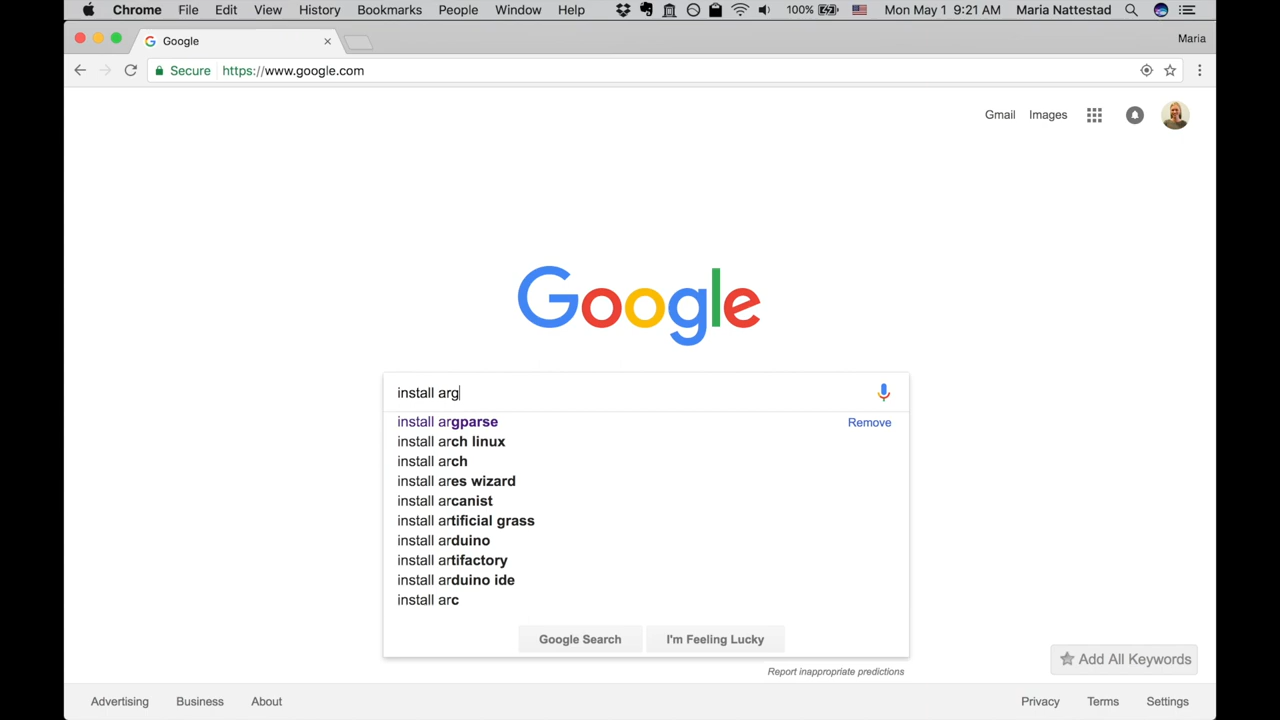 Chrome File Edit View History Bookmarks People Window Help 100% Mon May 1 9:21 AM Maria Nattestad
Google Maria
Secure https://www.google.com
Gmail Images
Google
install arg
install argparse Remove
install arch linux
install arch
install ares wizard
install arcanist
install artificial grass
install arduino
install artifactory
install arduino ide
install arc
Google Search I'm Feeling Lucky
Add All Keywords
Report inappropriate predictions
Advertising Business About Privacy Terms Settings